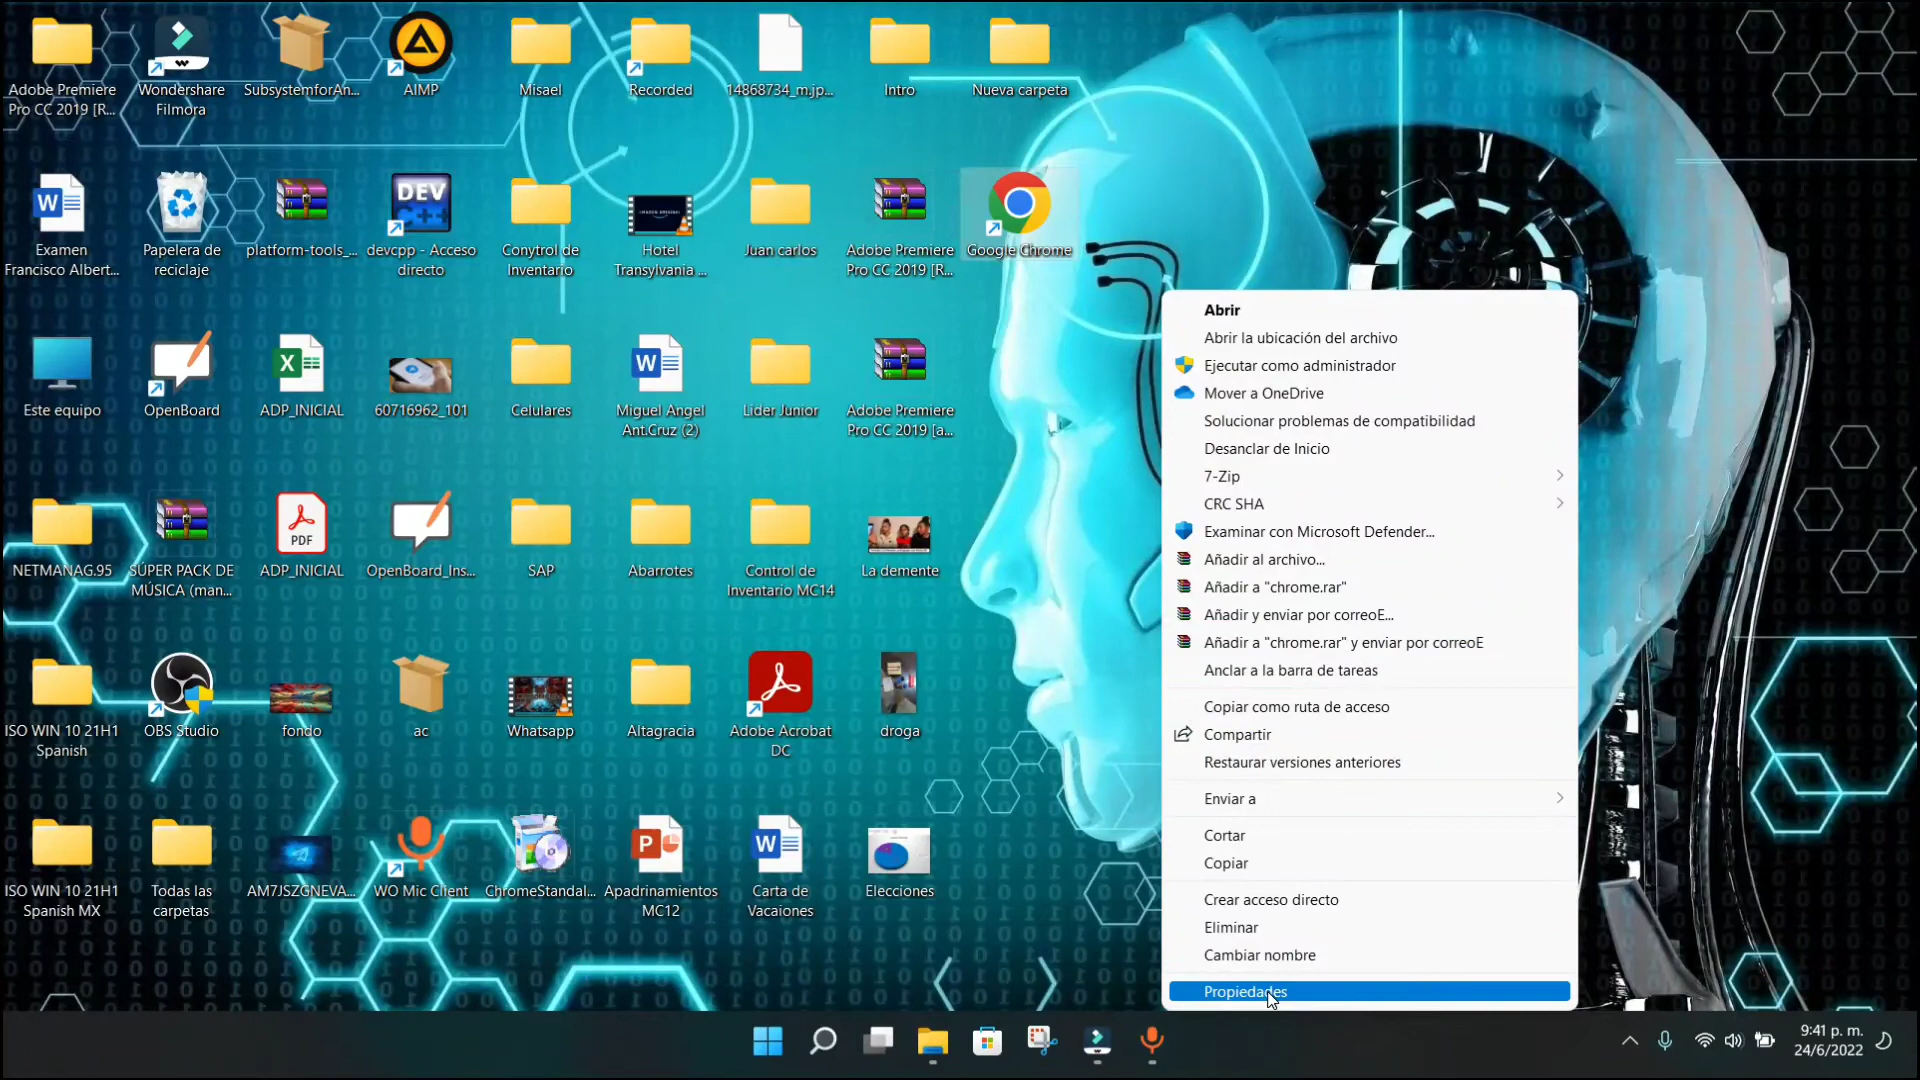 Adobe Premiere
Pro CC 2019 [R...
Wondershare
Filmora
SubsystemforAn...
AIMP
Misael
Recorded
14868734_m.jp...
Intro
Nueva carpeta
Examen
Francisco Albert...
Papelera de
reciclaje
platform-tools_...
DEV
C++
devcpp - Acceso
directo
Conytrol de
Inventario
Hotel
Transylvania ...
Juan carlos
Adobe Premiere
Pro CC 2019 [R...
Google Chrome
Este equipo
OpenBoard
ADP_INICIAL
60716962_101
Celulares
Miguel Angel
Ant.Cruz (2)
Lider Junior
Adobe Premiere
Pro CC 2019 [a...
NETMANAG.95
SÚPER PACK DE
MÚSICA (man...
PDF
ADP_INICIAL
OpenBoard_Ins...
SAP
Abarrotes
Control de
Inventario MC14
La demente
ISO WIN 10 21H1
Spanish
OBS Studio
fondo
ac
Whatsapp
Altagracia
Adobe Acrobat
DC
droga
ISO WIN 10 21H1
Spanish MX
Todas las
carpetas
AM7JSZGNEVA...
WO Mic Client
ChromeStandal...
Apadrinamientos
MC12
Carta de
Vacaiones
Elecciones
Abrir
Abrir la ubicación del archivo
Ejecutar como administrador
Mover a OneDrive
Solucionar problemas de compatibilidad
Desanclar de Inicio
7-Zip
CRC SHA
Examinar con Microsoft Defender...
Añadir al archivo...
Añadir a "chrome.rar"
Añadir y enviar por correoE...
Añadir a "chrome.rar" y enviar por correoE
Anclar a la barra de tareas
Copiar como ruta de acceso
Compartir
Restaurar versiones anteriores
Enviar a
Cortar
Copiar
Crear acceso directo
Eliminar
Cambiar nombre
Propiedades
9:41 p. m.
24/6/2022